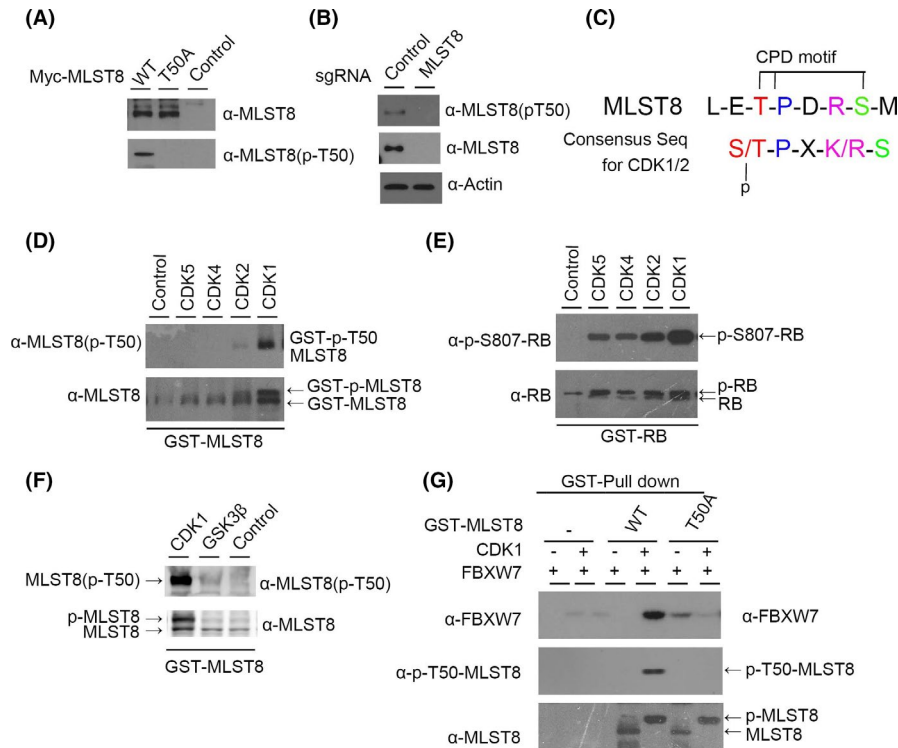 (A)
Myc-MLST8 WT T50A Control
α-MLST8
α-MLST8(p-T50)
(B)
sgRNA Control MLST8
α-MLST8(pT50)
α-MLST8
α-Actin
(C)
CPD motif
MLST8 L-E-T-P-D-R-S-M
Consensus Seq S/T-P-X-K/R-S
for CDK1/2
p
(D)
Control CDK5 CDK4 CDK2 CDK1
α-MLST8(p-T50) GST-p-T50
MLST8
α-MLST8 ←GST-p-MLST8
←GST-MLST8
GST-MLST8
(E)
Control CDK5 CDK4 CDK2 CDK1
α-p-S807-RB ←p-S807-RB
α-RB ←p-RB
←RB
GST-RB
(F)
CDK1 GSK3β Control
MLST8(p-T50)→ α-MLST8(p-T50)
p-MLST8→ α-MLST8
MLST8→
GST-MLST8
(G)
GST-Pull down
GST-MLST8 - WT T50A
CDK1 - + - + - +
FBXW7 + + + + + +
α-FBXW7 α-FBXW7
α-p-T50-MLST8 ←p-T50-MLST8
α-MLST8 ←p-MLST8
←MLST8